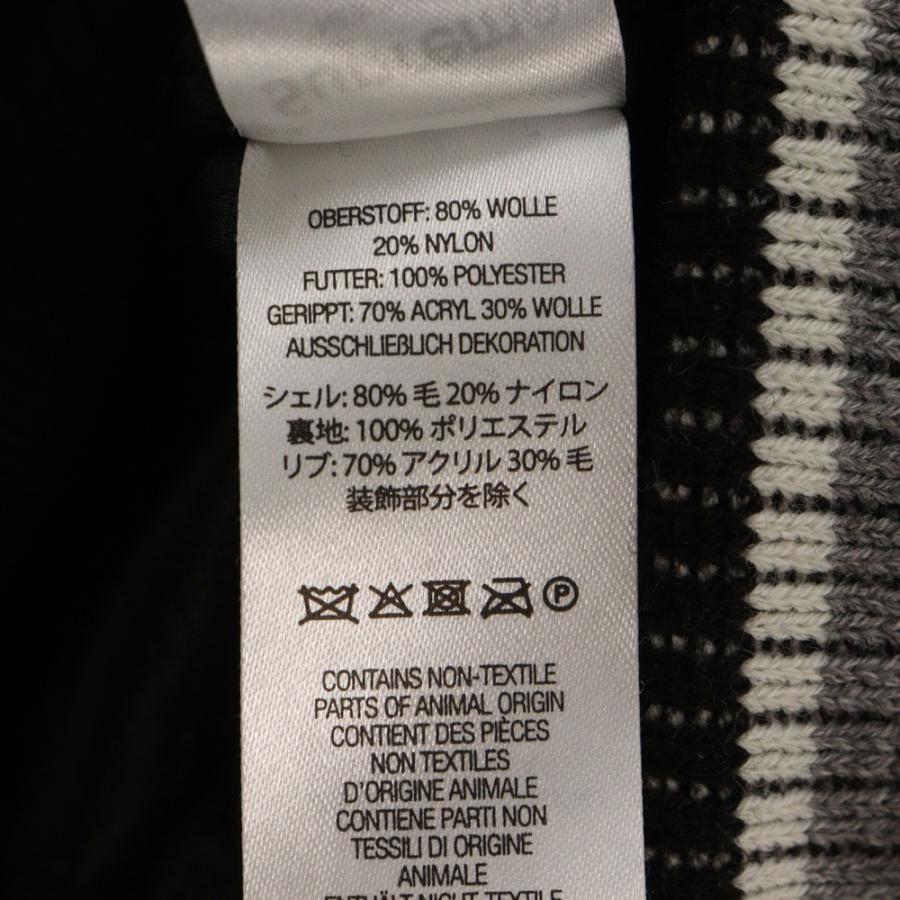 OBERSTOFF: 80% WOLLE
20% NYLON
FUTTER: 100% POLYESTER
GERIPPT: 70% ACRYL 30% WOLLE
AUSSCHLIEßLICH DEKORATION
シェル: 80% 毛 20% ナイロン
裏地: 100% ポリエステル
リブ: 70% アクリル 30% 毛
装飾部分を除く
P
CONTAINS NON-TEXTILE
PARTS OF ANIMAL ORIGIN
CONTIENT DES PIÈCES
NON TEXTILES
D'ORIGINE ANIMALE
CONTIENE PARTI NON
TESSILI DI ORIGINE
ANIMALE
ENTHÄLT NICHT-TEXTILE